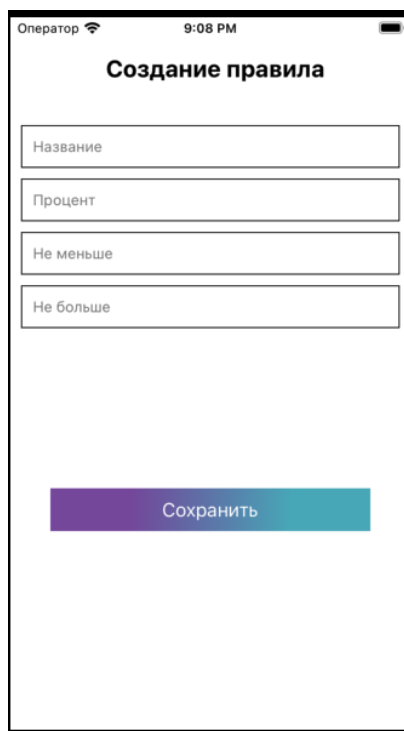 Оператор 9:08 PM
Создание правила
Название
Процент
Не меньше
Не больше
Сохранить